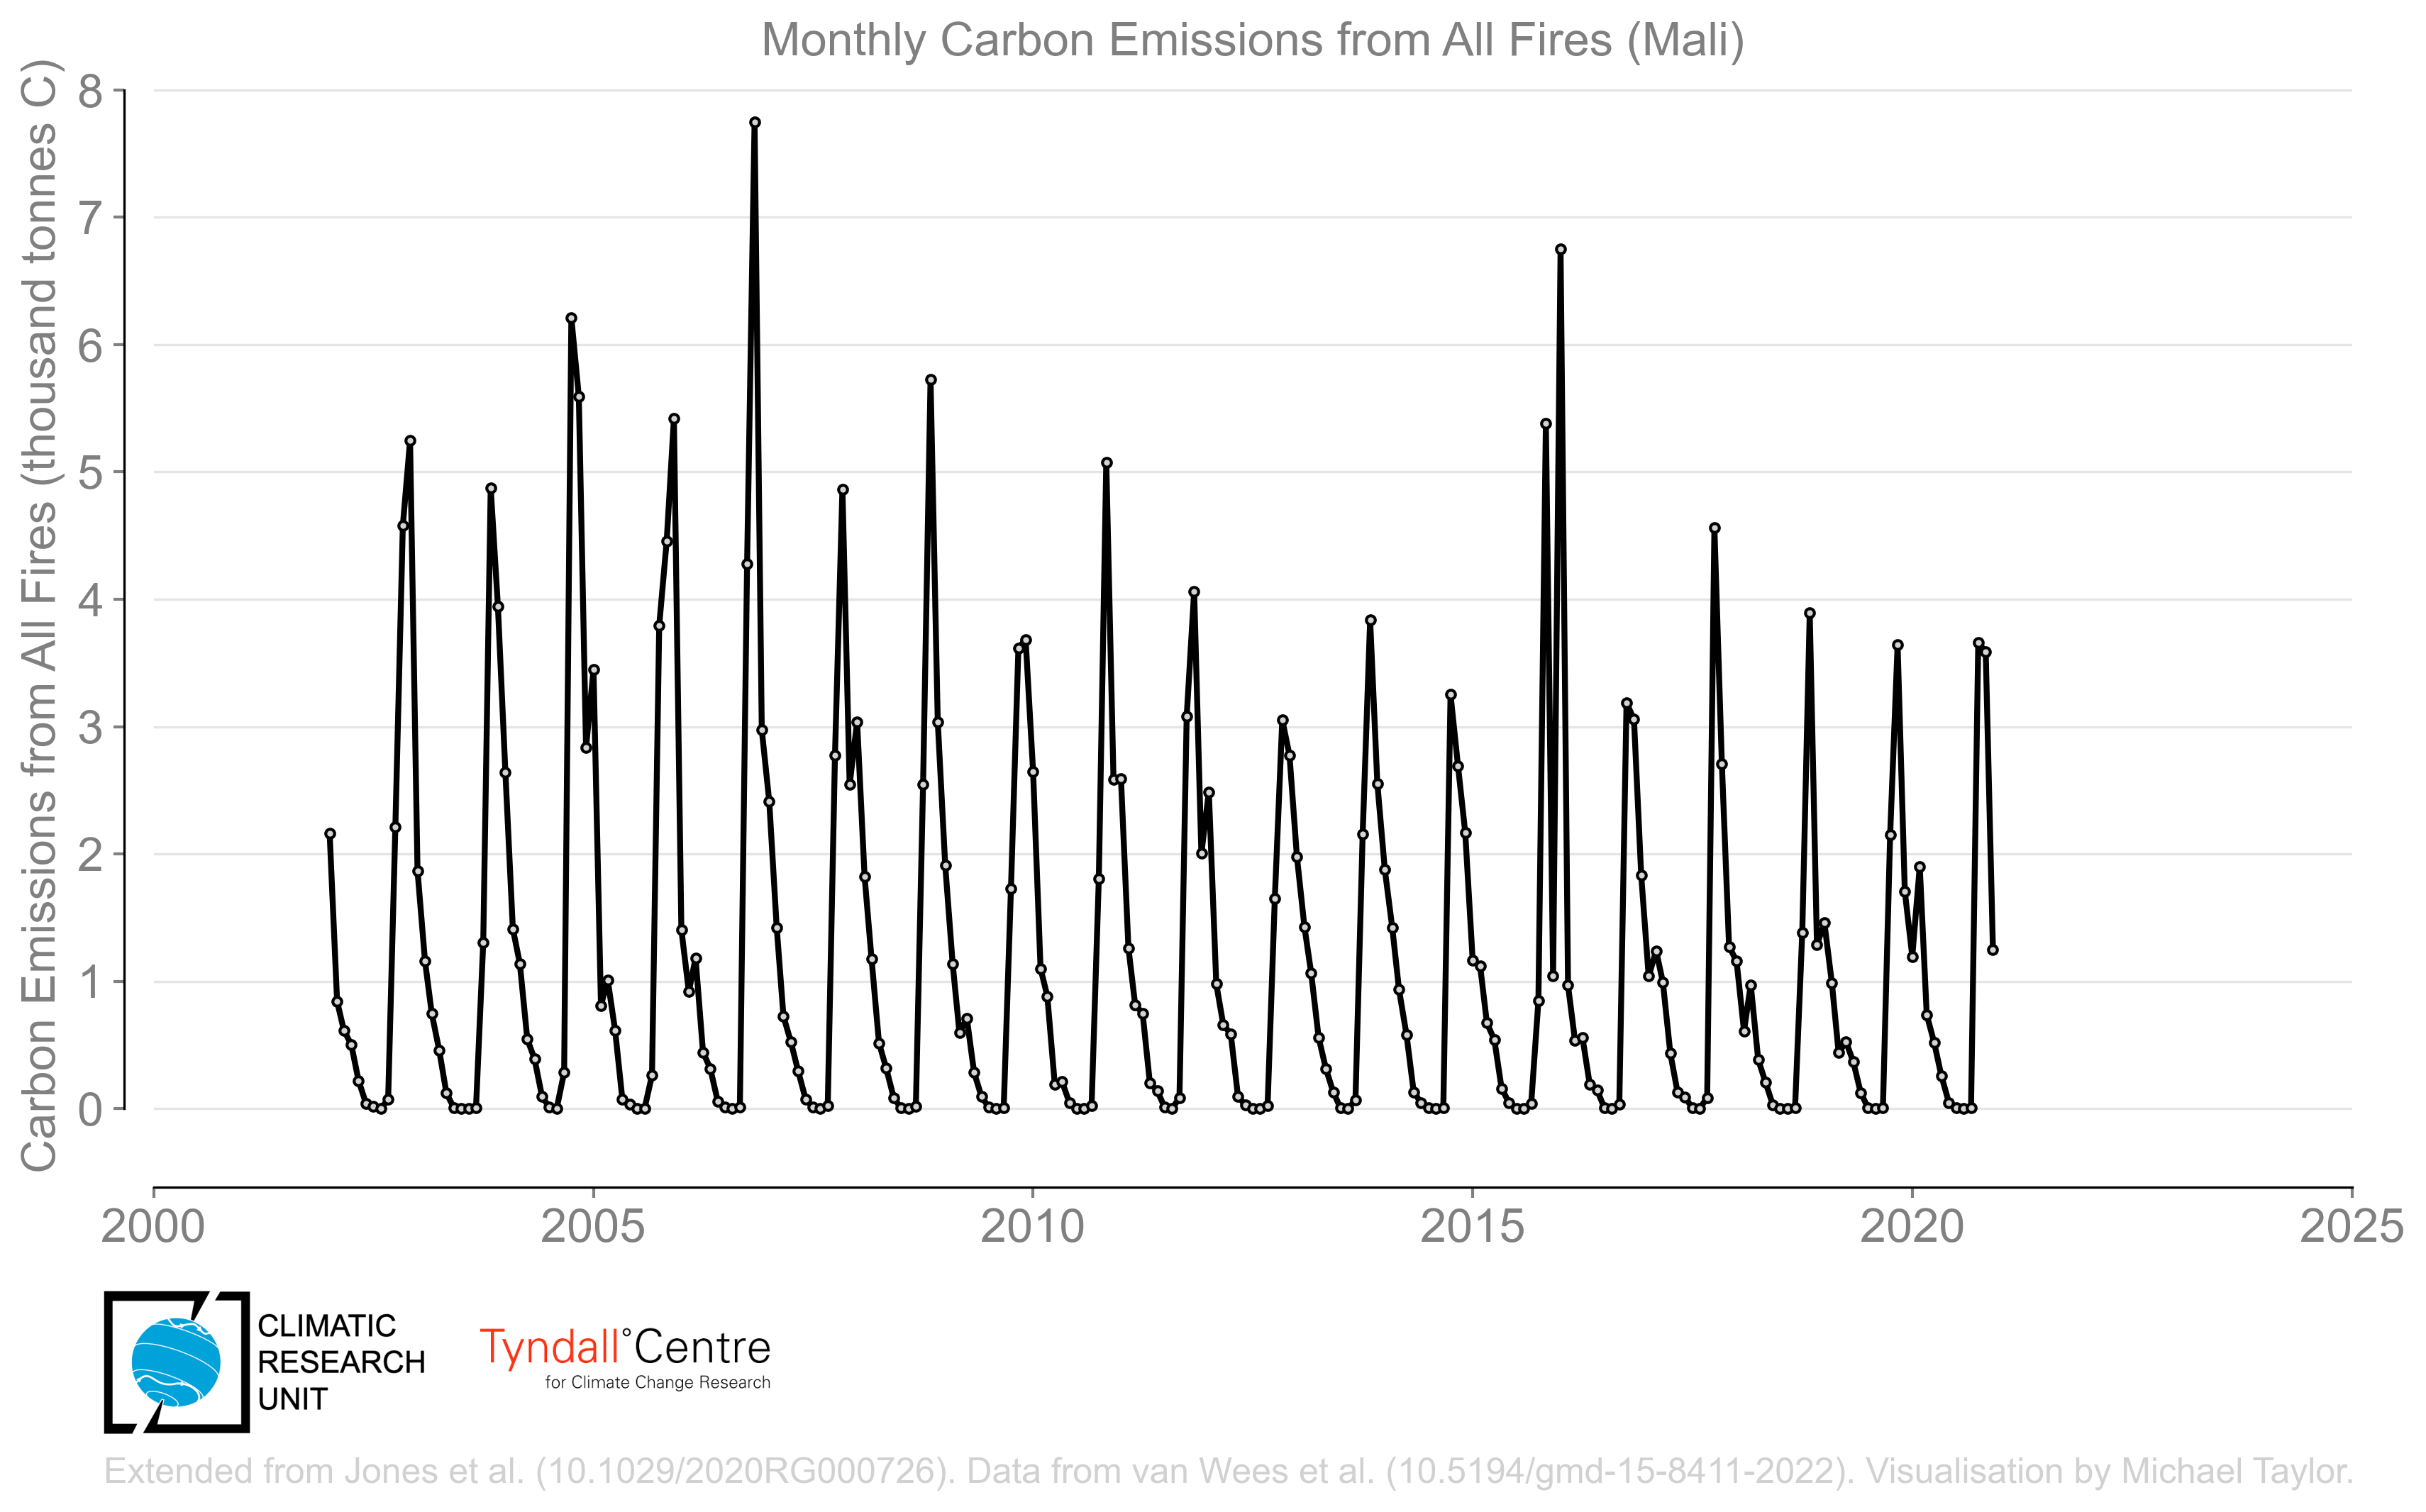 Monthly Carbon Emissions from All Fires (Mali)
Carbon Emissions from All Fires (thousand tonnes C)
8
7
6
5
4
3
2
1
0
2000 2005 2010 2015 2020 2025
CLIMATIC
RESEARCH
UNIT
Tyndall°Centre
for Climate Change Research
Extended from Jones et al. (10.1029/2020RG000726). Data from van Wees et al. (10.5194/gmd-15-8411-2022). Visualisation by Michael Taylor.